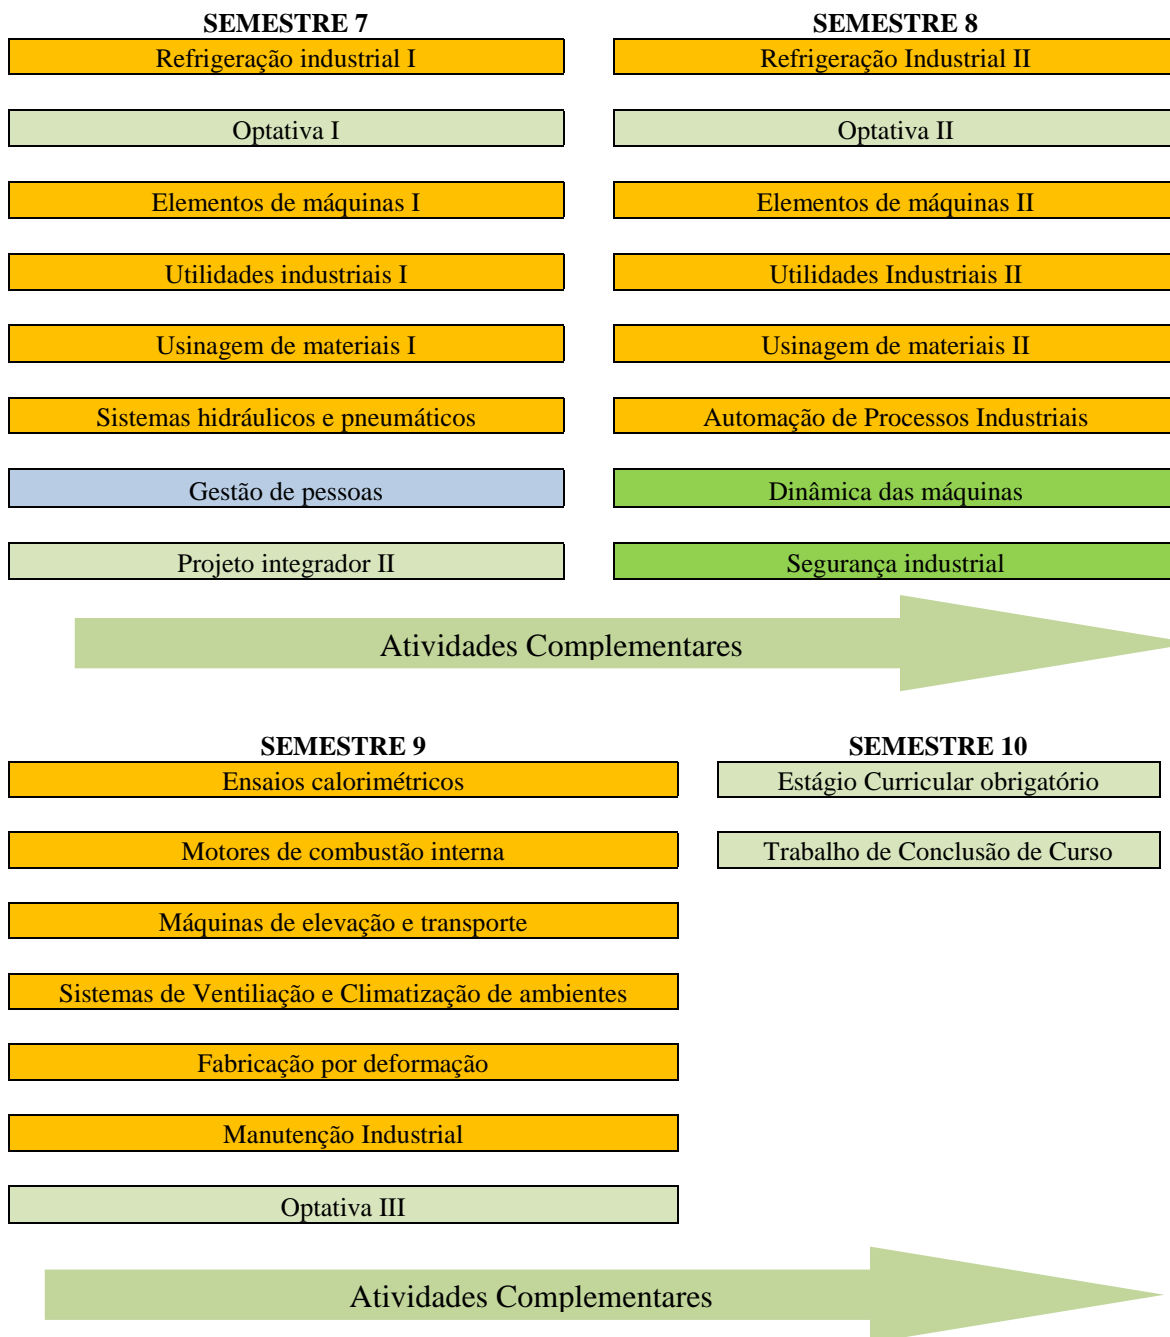 SEMESTRE 7
Refrigeração industrial I
Optativa I
Elementos de máquinas I
Utilidades industriais I
Usinagem de materiais I
Sistemas hidráulicos e pneumáticos
Gestão de pessoas
Projeto integrador II
SEMESTRE 8
Refrigeração Industrial II
Optativa II
Elementos de máquinas II
Utilidades Industriais II
Usinagem de materiais II
Automação de Processos Industriais
Dinâmica das máquinas
Segurança industrial
Atividades Complementares
SEMESTRE 9
Ensaios calorimétricos
Motores de combustão interna
Máquinas de elevação e transporte
Sistemas de Ventiliação e Climatização de ambientes
Fabricação por deformação
Manutenção Industrial
Optativa III
SEMESTRE 10
Estágio Curricular obrigatório
Trabalho de Conclusão de Curso
Atividades Complementares